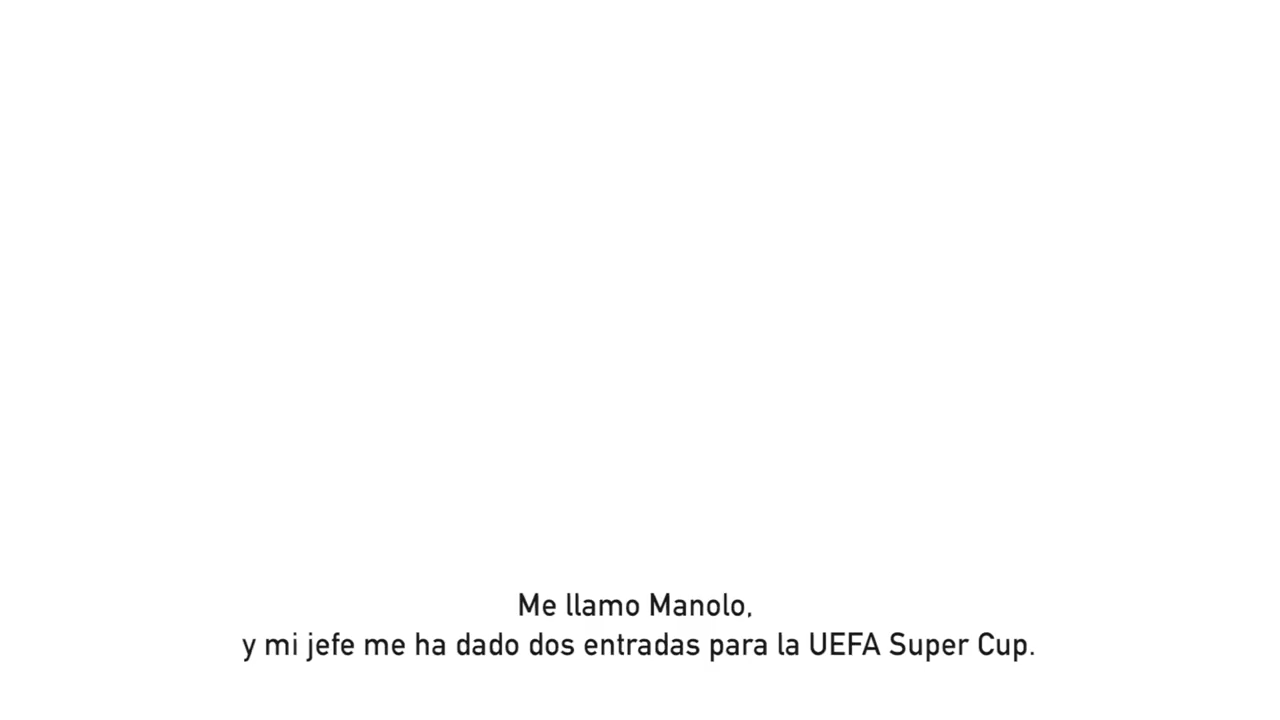 Me llamo Manolo,
y mi jefe me ha dado dos entradas para la UEFA Super Cup.